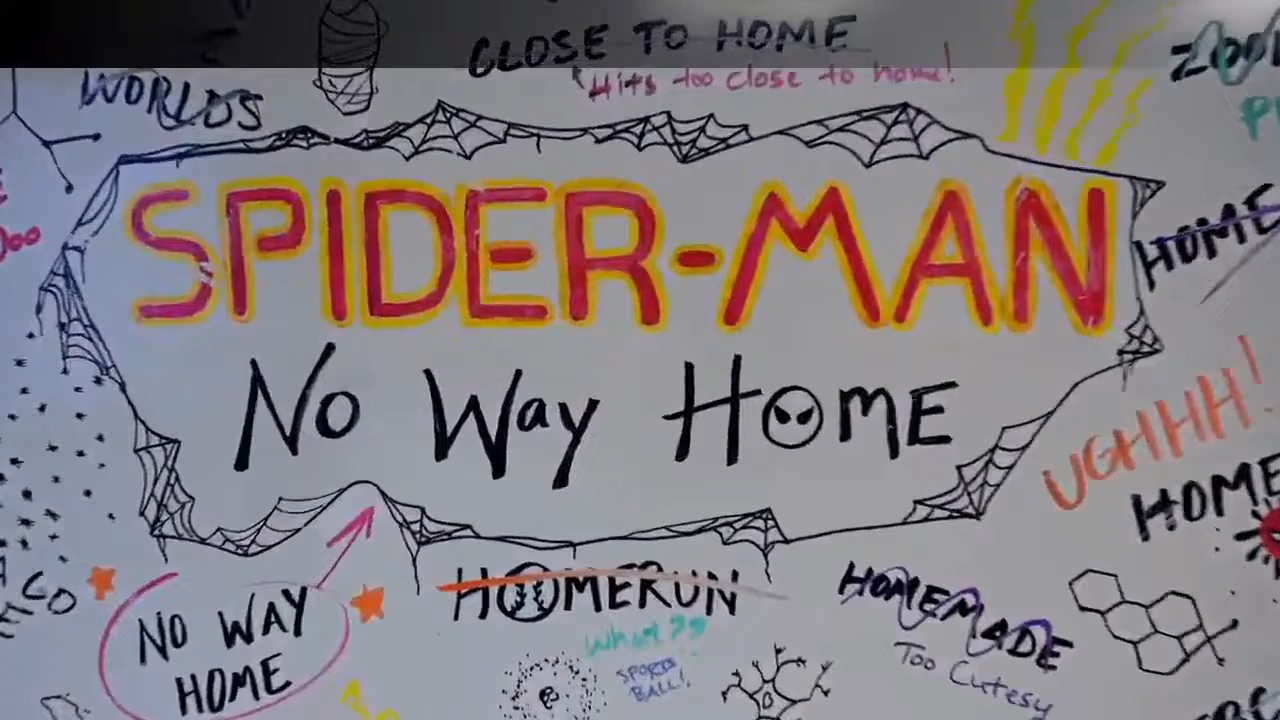 CLOSE TO HOME
Hits too close to home!
WORLDS
SPIDER-MAN
HOME
No Way HOME
UGHHH!
HOME
NO WAY
HOME
HOOMERUN
What?
SPORTS
BALL!
HOMEMADE
Too Cutesy